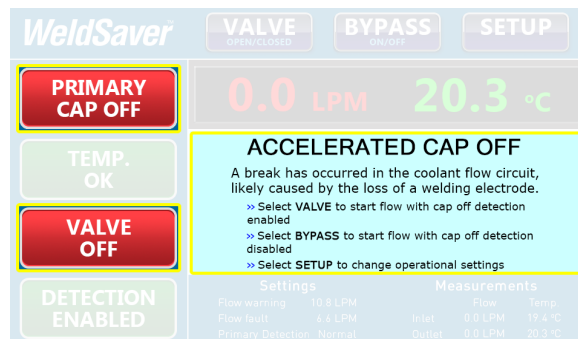 WeldSaver
VALVE
OPEN/CLOSED
BYPASS
ON/OFF
SETUP
PRIMARY
CAP OFF
0.0 LPM 20.3 ºC
TEMP.
OK
ACCELERATED CAP OFF
A break has occurred in the coolant flow circuit,
likely caused by the loss of a welding electrode.
» Select VALVE to start flow with cap off detection
enabled
» Select BYPASS to start flow with cap off detection
disabled
» Select SETUP to change operational settings
VALVE
OFF
DETECTION
ENABLED
Settings
Flow warning 10.8 LPM
Flow fault 6.6 LPM
Primary Detection Normal
Measurements
Flow Temp.
Inlet 0.0 LPM 19.4 ºC
Outlet 0.0 LPM 20.3 ºC